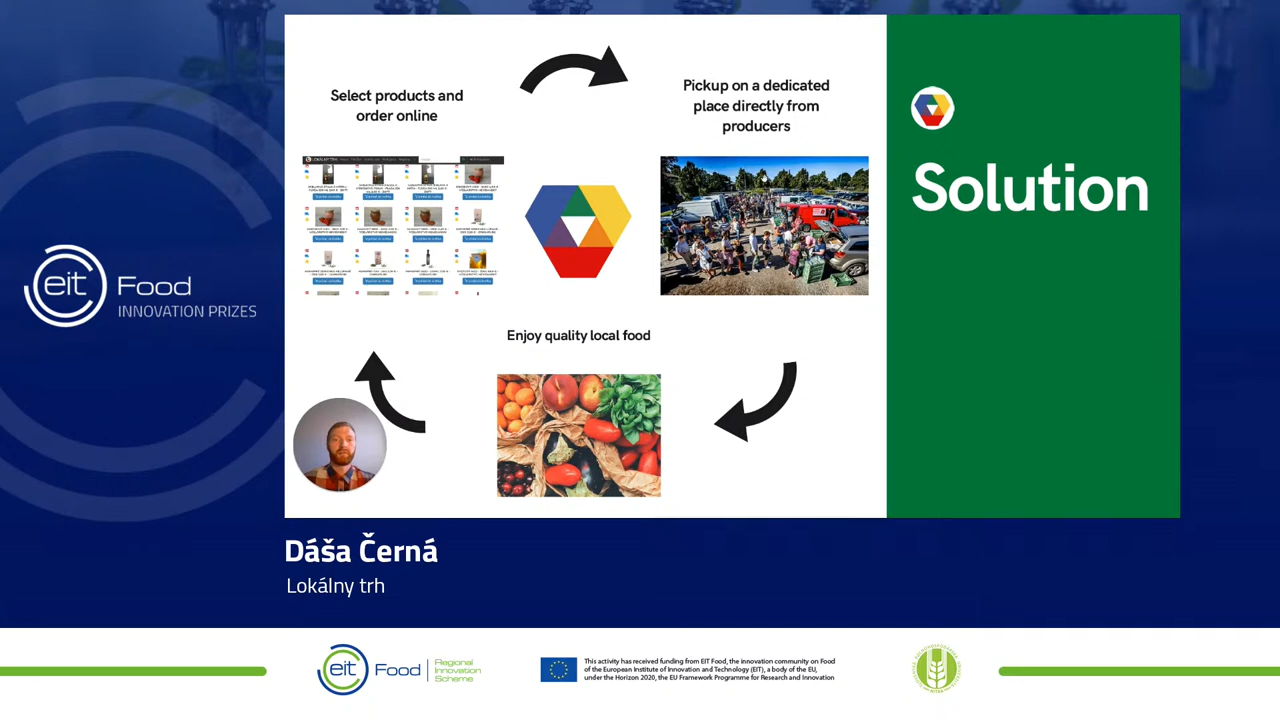 Select products and
order online
Pickup on a dedicated
place directly from
producers
Solution
eit Food
INNOVATION PRIZES
Enjoy quality local food
Dáša Černá
Lokálny trh
eit Food
Regional
Innovation
Scheme
This activity has received funding from EIT Food, the innovation community on Food
of the European Institute of Innovation and Technology (EIT), a body of the EU,
under the Horizon 2020, the EU Framework Programme for Research and Innovation